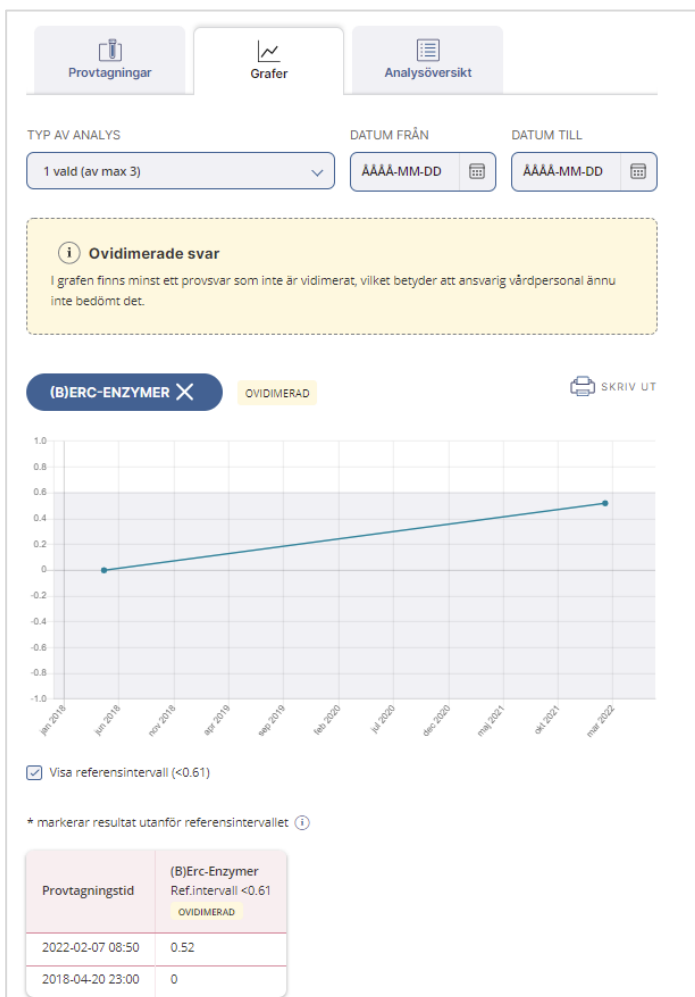 Provtagningar
Grafer
Analysöversikt
TYP AV ANALYS
DATUM FRÅN
DATUM TILL
1 vald (av max 3)
ÅÅÅÅ-MM-DD
ÅÅÅÅ-MM-DD
i Ovidimerade svar
I grafen finns minst ett provsvar som inte är vidimerat, vilket betyder att ansvarig vårdpersonal ännu
inte bedömt det.
(B)ERC-ENZYMER
OVIDIMERAD
SKRIV UT
1.0
0.8
0.6
0.4
0.2
0
-0.2
-0.4
-0.6
-0.8
-1.0
jan 2018
jun 2018
nov 2018
apr 2019
sep 2019
feb 2020
jul 2020
dec 2020
maj 2021
okt 2021
mar 2022
Visa referensintervall (<0.61)
* markerar resultat utanför referensintervallet i
Provtagningstid
(B)Erc-Enzymer
Ref.intervall <0.61
OVIDIMERAD
2022-02-07 08:50 0.52
2018-04-20 23:00 0